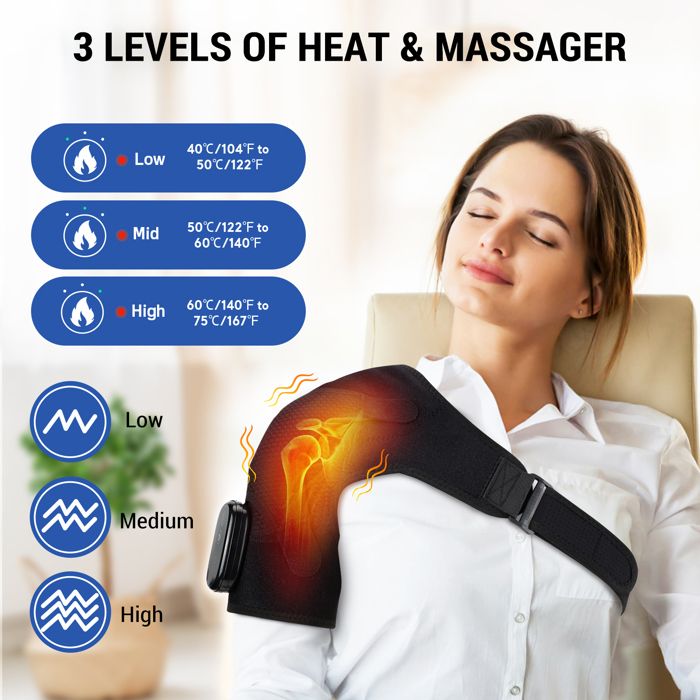 3 LEVELS OF HEAT & MASSAGER
Low
40℃/104℉ to
50℃/122℉
Mid
50℃/122℉ to
60℃/140℉
High
60℃/140℉ to
75℃/167℉
Low
Medium
High